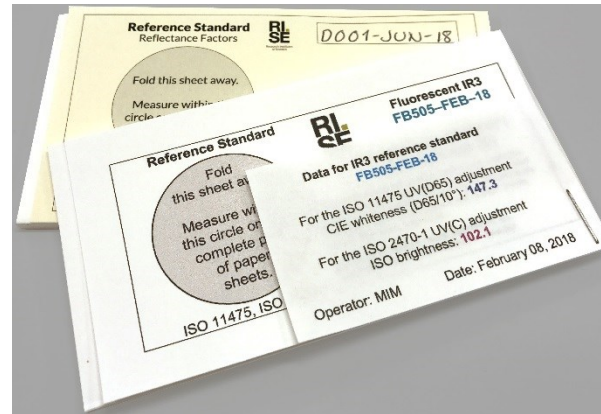 Reference Standard
Reflectance Factors
RI.
SE
D001-JUN-18
Fold this sheet away.
Measure within
circle
Reference Standard
RI.
SE
Fluorescent IR3
FB505–FEB–18
Fold
this sheet
Measure
this circle or
complete
of paper
sheets.
ISO 11475, ISO
Data for IR3 reference standard
FB505-FEB-18
For the ISO 11475 UV(D65) adjustment
CIE whiteness (D65/10°): 147.3
For the ISO 2470-1 UV(C) adjustment
ISO brightness: 102.1
Operator: MIM
Date: February 08, 2018